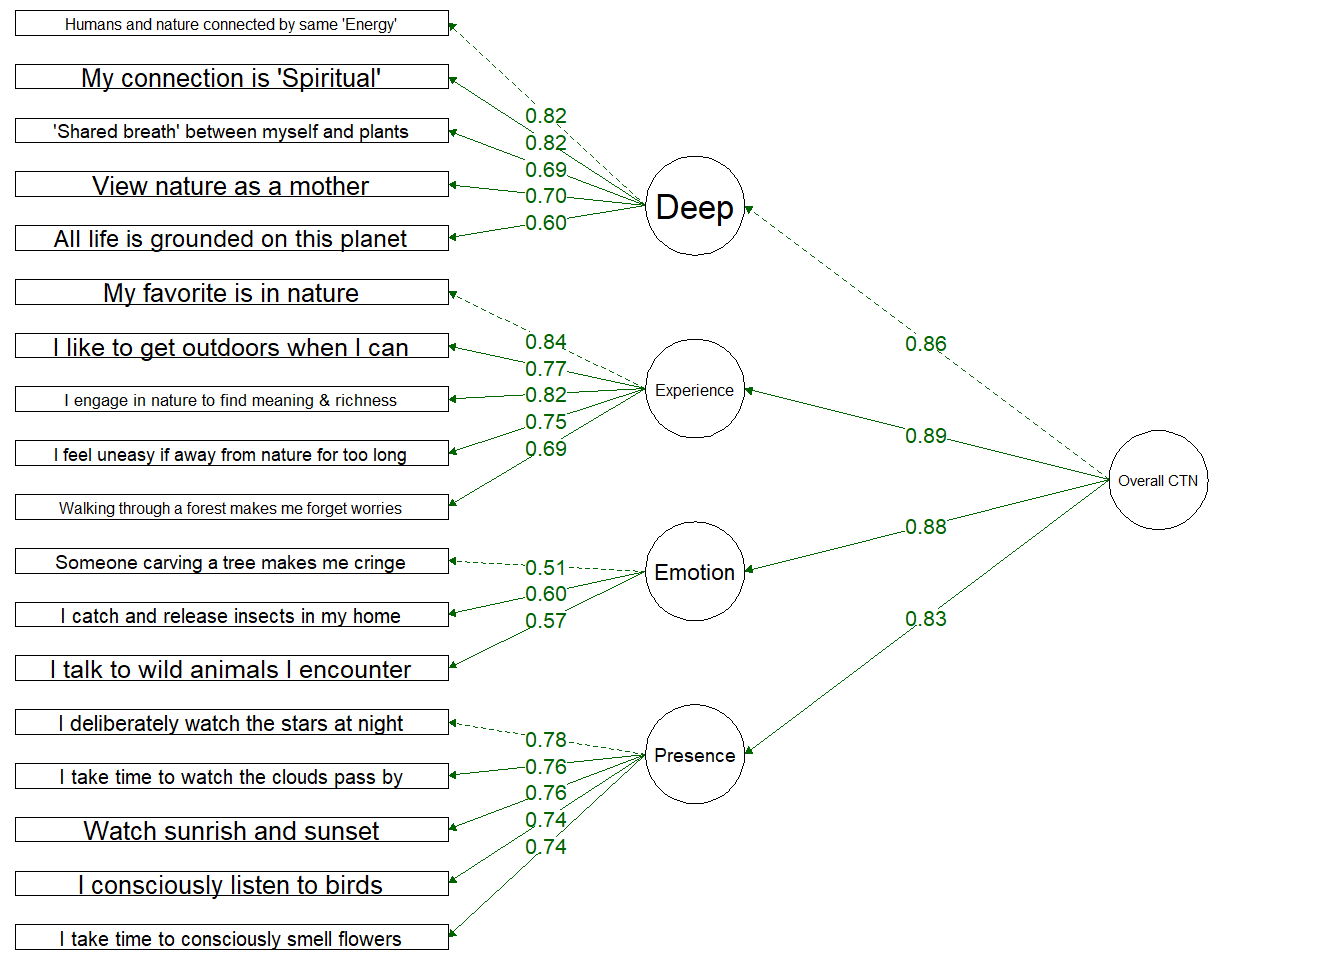 Humans and nature connected by same 'Energy'
My connection is 'Spiritual'
'Shared breath' between myself and plants
View nature as a mother
All life is grounded on this planet
My favorite is in nature
I like to get outdoors when I can
I engage in nature to find meaning & richness
I feel uneasy if away from nature for too long
Walking through a forest makes me forget worries
Someone carving a tree makes me cringe
I catch and release insects in my home
I talk to wild animals I encounter
I deliberately watch the stars at night
I take time to watch the clouds pass by
Watch sunrish and sunset
I consciously listen to birds
I take time to consciously smell flowers
0.82
0.82
0.69
0.70
0.60
0.84
0.77
0.82
0.75
0.69
0.51
0.60
0.57
0.78
0.76
0.76
0.74
0.74
Deep
Experience
Emotion
Presence
0.86
0.89
0.88
0.83
Overall CTN